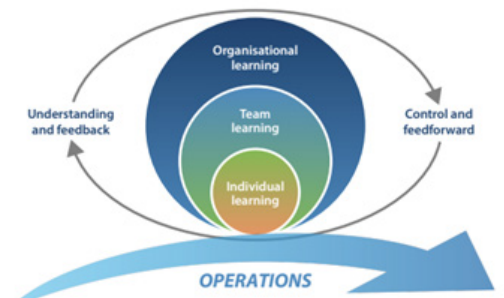 Organisational
learning
Understanding
and feedback
Team
learning
Control and
feedforward
Individual
learning
OPERATIONS